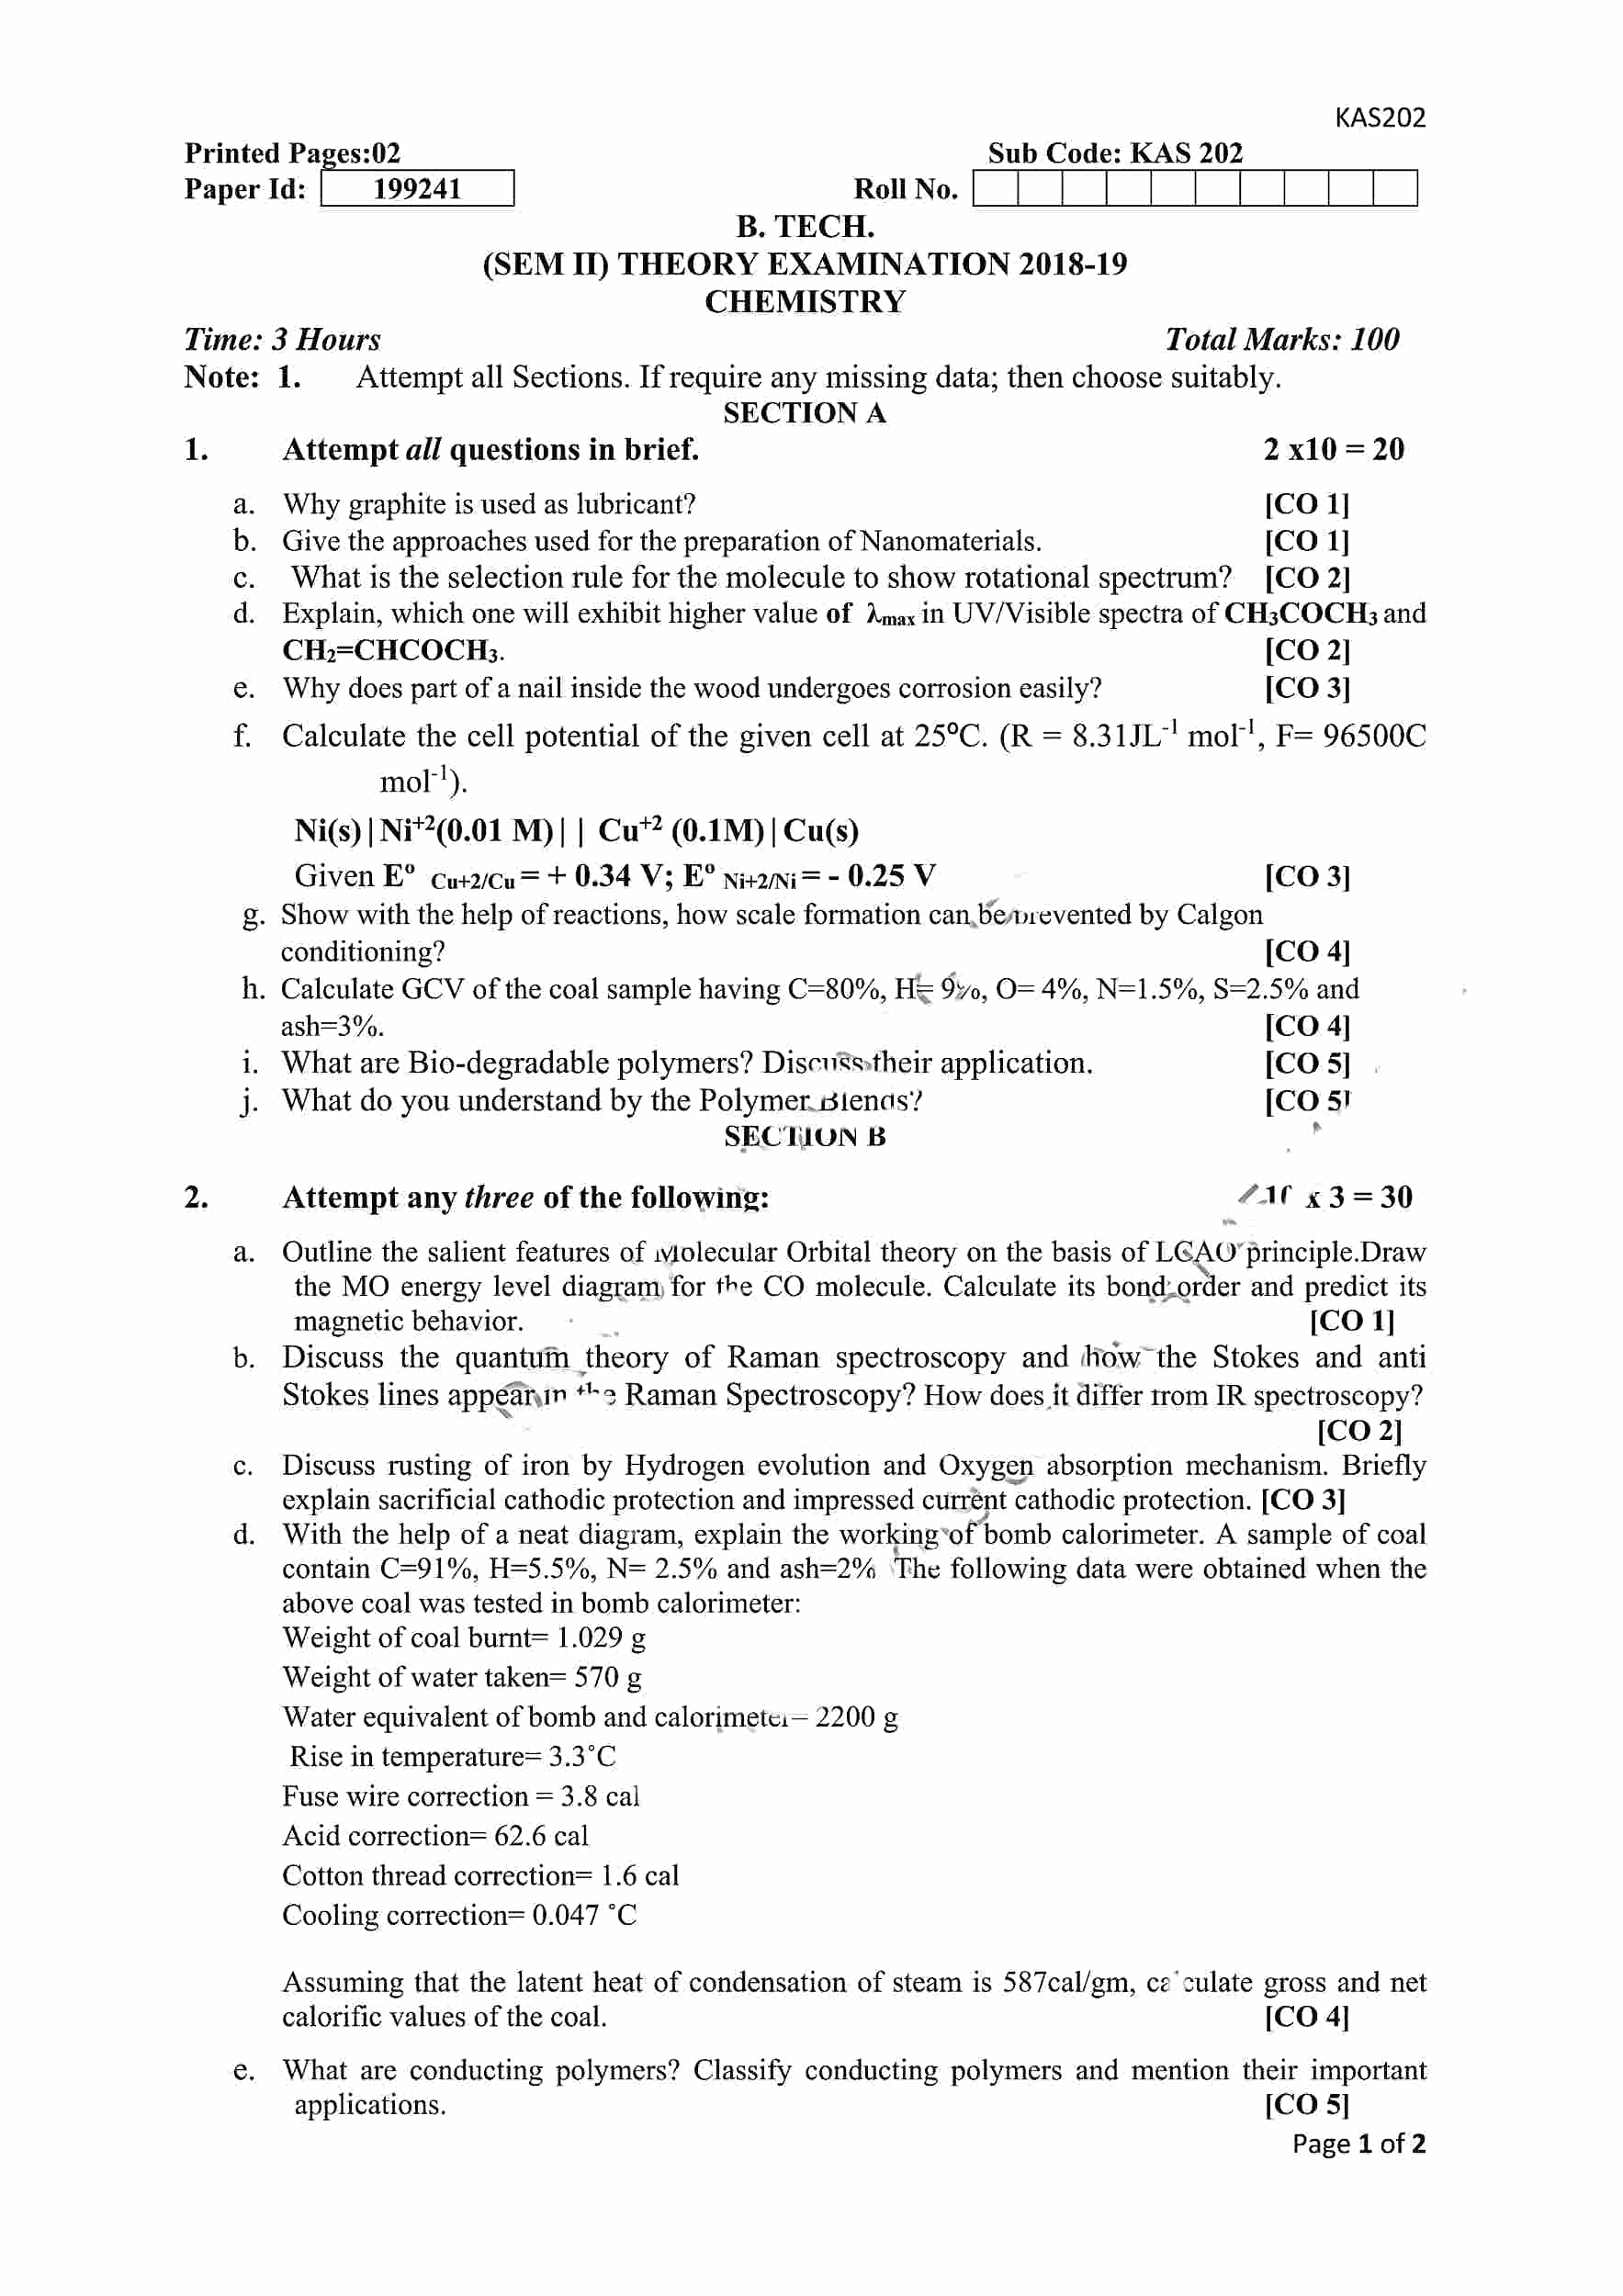 KAS202
Printed Pages:02 Sub Code: KAS 202
Paper Id: 199241 Roll No.
B. TECH.
(SEM II) THEORY EXAMINATION 2018-19
CHEMISTRY
Time: 3 Hours Total Marks: 100
Note: 1. Attempt all Sections. If require any missing data; then choose suitably.
SECTION A
1. Attempt all questions in brief. 2 x10 = 20
a. Why graphite is used as lubricant? [CO 1]
b. Give the approaches used for the preparation of Nanomaterials. [CO 1]
c. What is the selection rule for the molecule to show rotational spectrum? [CO 2]
d. Explain, which one will exhibit higher value of λmax in UV/Visible spectra of CH3COCH3 and
CH2=CHCOCH3. [CO 2]
e. Why does part of a nail inside the wood undergoes corrosion easily? [CO 3]
f. Calculate the cell potential of the given cell at 25⁰C. (R = 8.31JL⁻¹ mol⁻¹, F= 96500C
mol⁻¹).
Ni(s)|Ni⁺²(0.01 M)| | Cu⁺² (0.1M)|Cu(s)
Given E⁰ Cu+2/Cu = + 0.34 V; E⁰ Ni+2/Ni = - 0.25 V [CO 3]
g. Show with the help of reactions, how scale formation can be prevented by Calgon
conditioning? [CO 4]
h. Calculate GCV of the coal sample having C=80%, H= 9%, O= 4%, N=1.5%, S=2.5% and
ash=3%. [CO 4]
i. What are Bio-degradable polymers? Discuss their application. [CO 5]
j. What do you understand by the Polymer Blends? [CO 5]
SECTION B
2. Attempt any three of the following: 10 x 3 = 30
a. Outline the salient features of Molecular Orbital theory on the basis of LCAO principle.Draw
the MO energy level diagram for the CO molecule. Calculate its bond order and predict its
magnetic behavior. [CO 1]
b. Discuss the quantum theory of Raman spectroscopy and how the Stokes and anti
Stokes lines appear in the Raman Spectroscopy? How does it differ from IR spectroscopy?
[CO 2]
c. Discuss rusting of iron by Hydrogen evolution and Oxygen absorption mechanism. Briefly
explain sacrificial cathodic protection and impressed current cathodic protection. [CO 3]
d. With the help of a neat diagram, explain the working of bomb calorimeter. A sample of coal
contain C=91%, H=5.5%, N= 2.5% and ash=2% The following data were obtained when the
above coal was tested in bomb calorimeter:
Weight of coal burnt= 1.029 g
Weight of water taken= 570 g
Water equivalent of bomb and calorimeter= 2200 g
Rise in temperature= 3.3°C
Fuse wire correction = 3.8 cal
Acid correction= 62.6 cal
Cotton thread correction= 1.6 cal
Cooling correction= 0.047 °C
Assuming that the latent heat of condensation of steam is 587cal/gm, calculate gross and net
calorific values of the coal. [CO 4]
e. What are conducting polymers? Classify conducting polymers and mention their important
applications. [CO 5]
Page 1 of 2